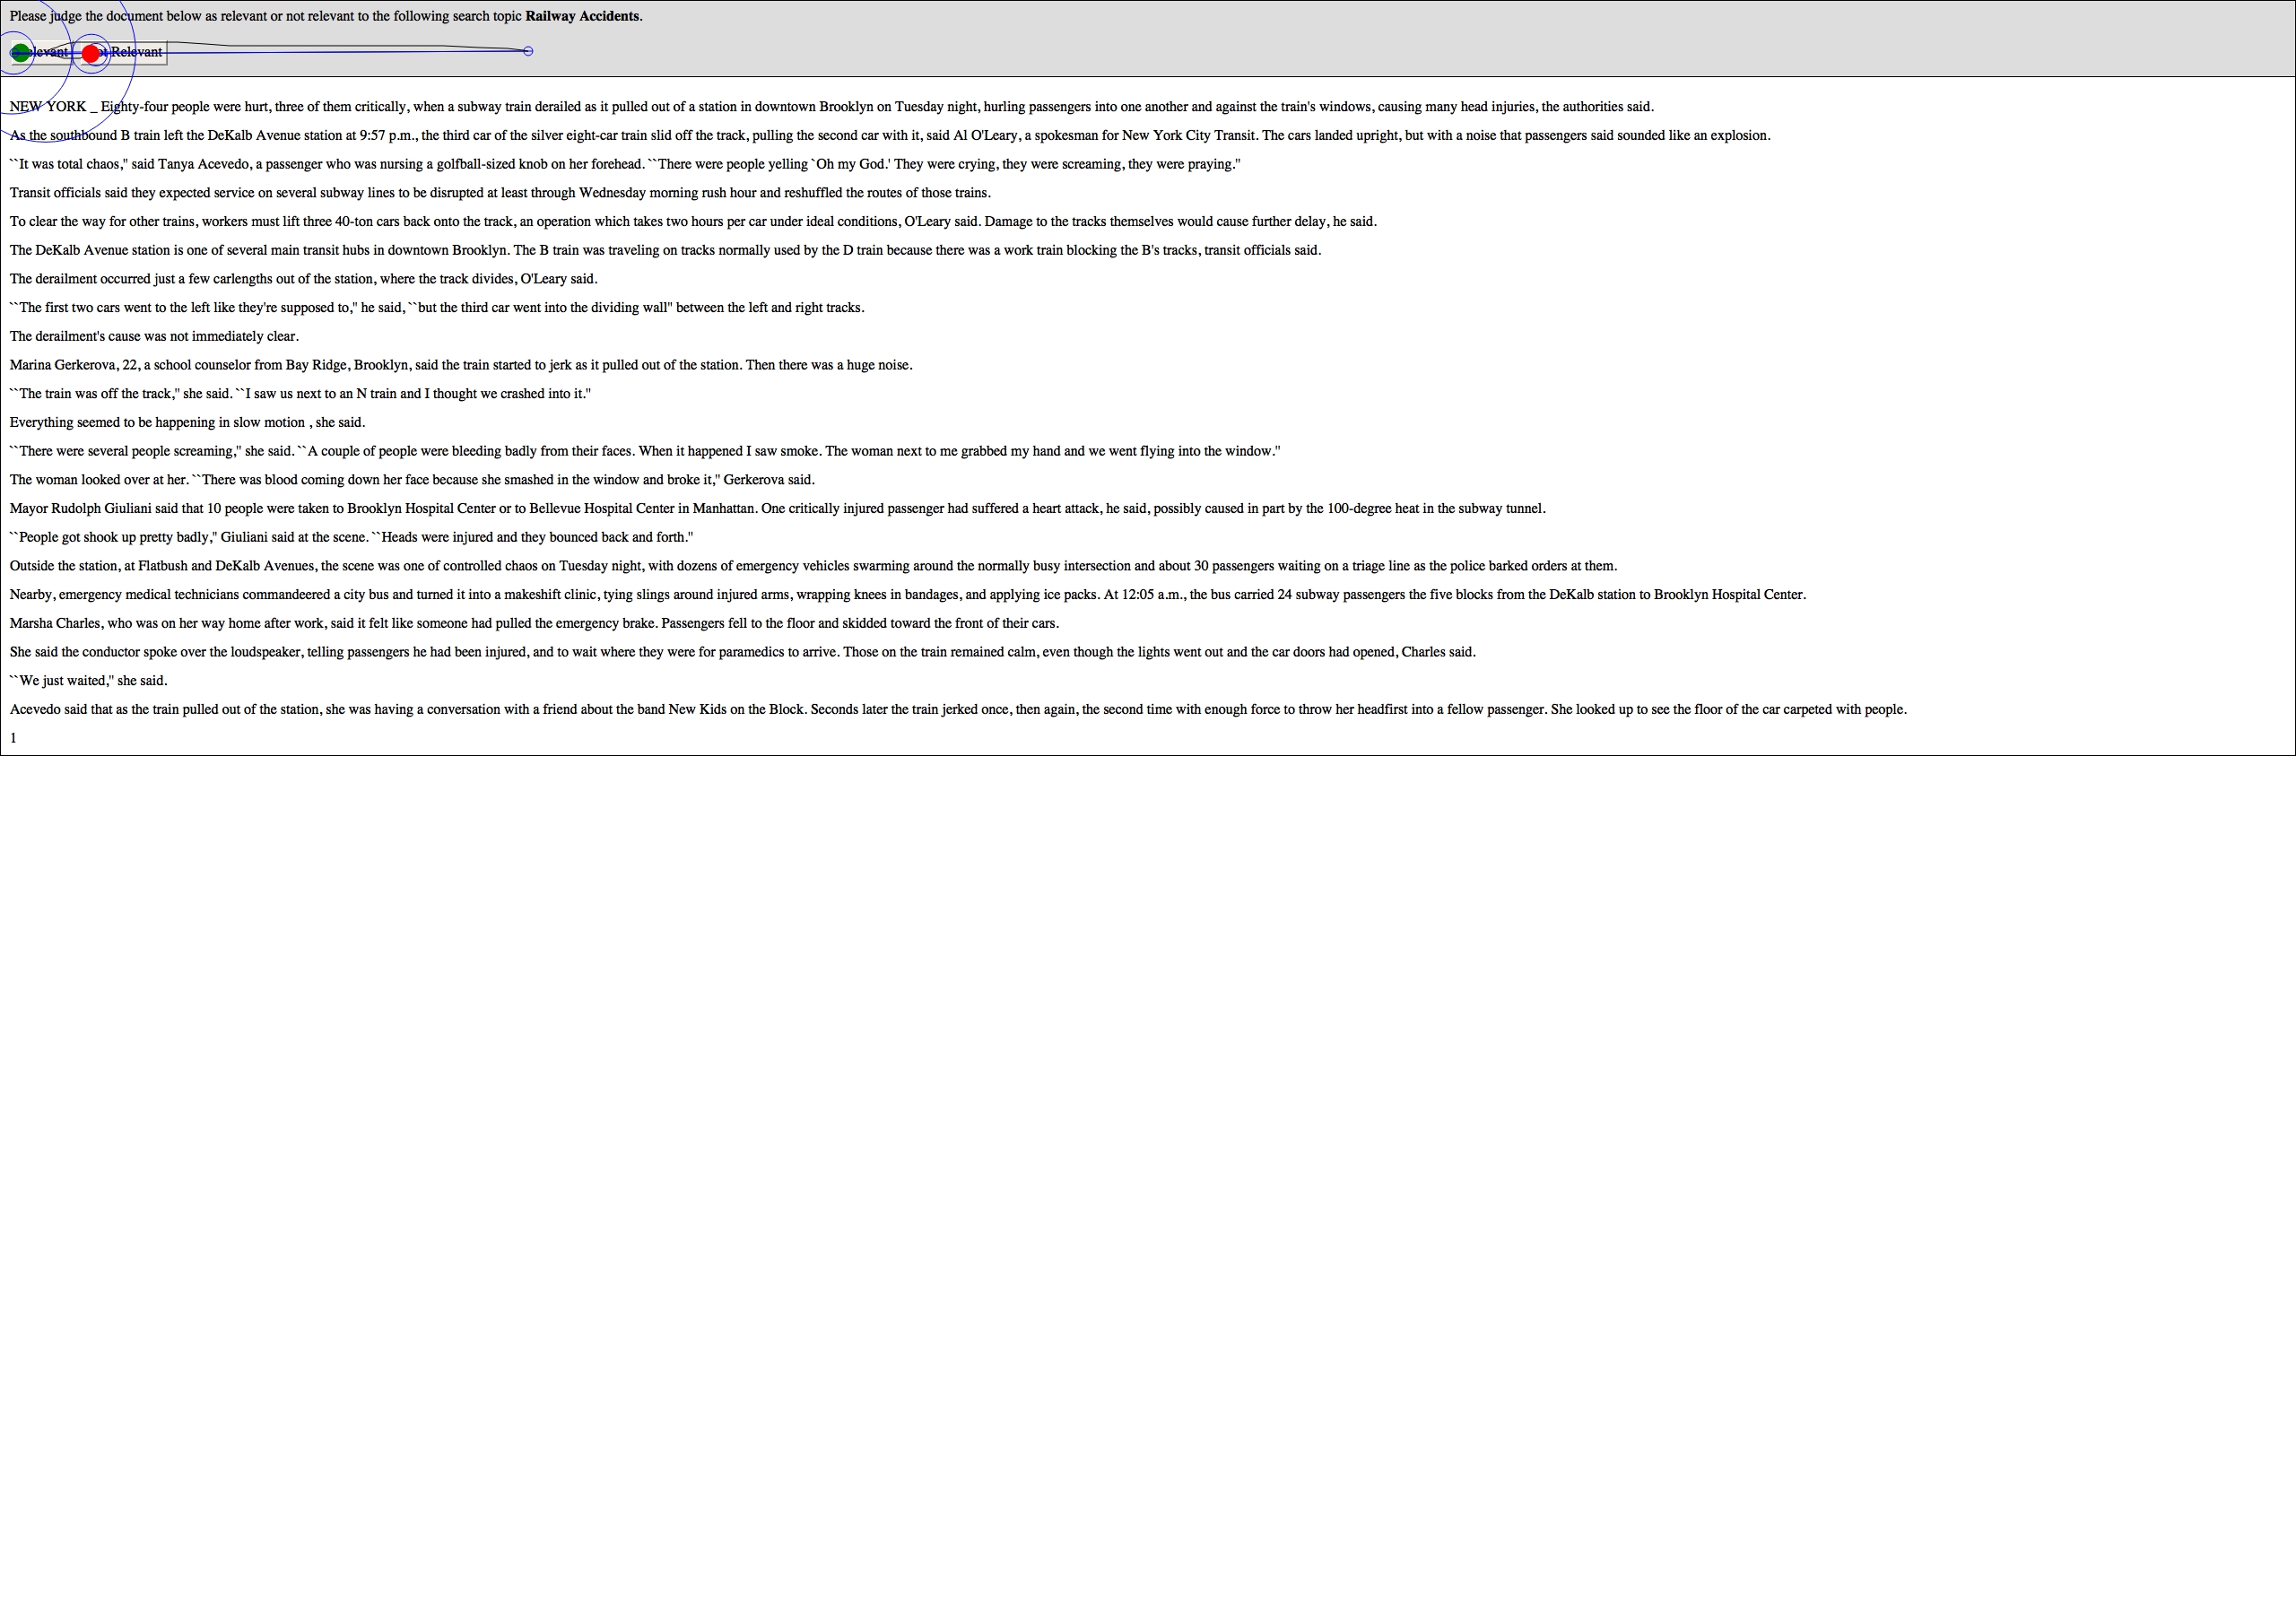 Please judge the document below as relevant or not relevant to the following search topic Railway Accidents.
Relevant
NEW YORK _ Eighty-four people were hurt, three of them critically, when a subway train derailed as it pulled out of a station in downtown Brooklyn on Tuesday night, hurling passengers into one another and against the train's windows, causing many head injuries, the authorities said.
As the southbound B train left the DeKalb Avenue station at 9:57 p.m., the third car of the silver eight-car train slid off the track, pulling the second car with it, said Al O'Leary, a spokesman for New York City Transit. The cars landed upright, but with a noise that passengers said sounded like an explosion.
``It was total chaos,'' said Tanya Acevedo, a passenger who was nursing a golfball-sized knob on her forehead. ``There were people yelling `Oh my God.' They were crying, they were screaming, they were praying.''
Transit officials said they expected service on several subway lines to be disrupted at least through Wednesday morning rush hour and reshuffled the routes of those trains.
To clear the way for other trains, workers must lift three 40-ton cars back onto the track, an operation which takes two hours per car under ideal conditions, O'Leary said. Damage to the tracks themselves would cause further delay, he said.
The DeKalb Avenue station is one of several main transit hubs in downtown Brooklyn. The B train was traveling on tracks normally used by the D train because there was a work train blocking the B's tracks, transit officials said.
The derailment occurred just a few carlengths out of the station, where the track divides, O'Leary said.
``The first two cars went to the left like they're supposed to,'' he said, ``but the third car went into the dividing wall'' between the left and right tracks.
The derailment's cause was not immediately clear.
Marina Gerkerova, 22, a school counselor from Bay Ridge, Brooklyn, said the train started to jerk as it pulled out of the station. Then there was a huge noise.
``The train was off the track,'' she said. ``I saw us next to an N train and I thought we crashed into it.''
Everything seemed to be happening in slow motion , she said.
``There were several people screaming,'' she said. ``A couple of people were bleeding badly from their faces. When it happened I saw smoke. The woman next to me grabbed my hand and we went flying into the window.''
The woman looked over at her. ``There was blood coming down her face because she smashed in the window and broke it,'' Gerkerova said.
Mayor Rudolph Giuliani said that 10 people were taken to Brooklyn Hospital Center or to Bellevue Hospital Center in Manhattan. One critically injured passenger had suffered a heart attack, he said, possibly caused in part by the 100-degree heat in the subway tunnel.
``People got shook up pretty badly,'' Giuliani said at the scene. ``Heads were injured and they bounced back and forth.''
Outside the station, at Flatbush and DeKalb Avenues, the scene was one of controlled chaos on Tuesday night, with dozens of emergency vehicles swarming around the normally busy intersection and about 30 passengers waiting on a triage line as the police barked orders at them.
Nearby, emergency medical technicians commandeered a city bus and turned it into a makeshift clinic, tying slings around injured arms, wrapping knees in bandages, and applying ice packs. At 12:05 a.m., the bus carried 24 subway passengers the five blocks from the DeKalb station to Brooklyn Hospital Center.
Marsha Charles, who was on her way home after work, said it felt like someone had pulled the emergency brake. Passengers fell to the floor and skidded toward the front of their cars.
She said the conductor spoke over the loudspeaker, telling passengers he had been injured, and to wait where they were for paramedics to arrive. Those on the train remained calm, even though the lights went out and the car doors had opened, Charles said.
``We just waited,'' she said.
Acevedo said that as the train pulled out of the station, she was having a conversation with a friend about the band New Kids on the Block. Seconds later the train jerked once, then again, the second time with enough force to throw her headfirst into a fellow passenger. She looked up to see the floor of the car carpeted with people.
1